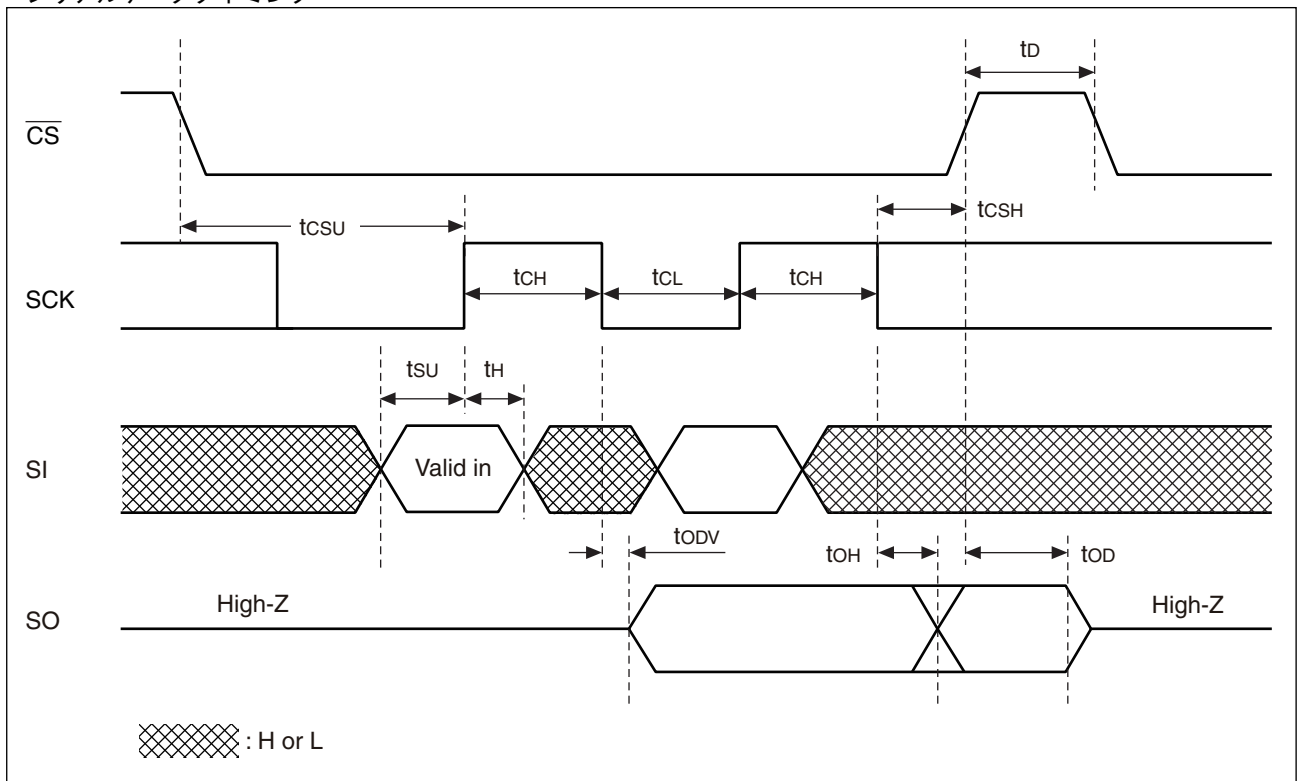 tD
CS
tCSU
tCSH
SCK
tCH
tCL
tCH
tSU
tH
SI
Valid in
tODV
tOH
tOD
SO
High-Z
High-Z
: H or L